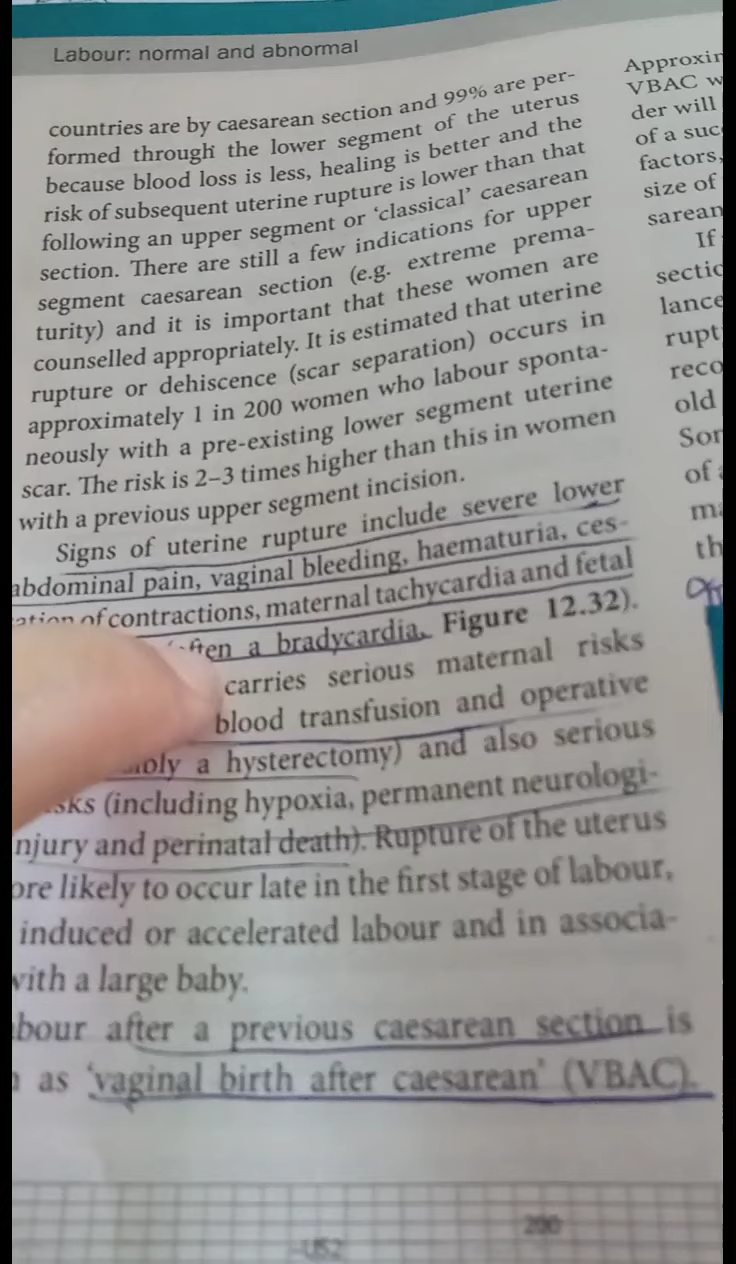 Labour: normal and abnormal
countries are by caesarean section and 99% are per-
formed through the lower segment of the uterus
because blood loss is less, healing is better and the
risk of subsequent uterine rupture is lower than that
following an upper segment or ‘classical’ caesarean
section. There are still a few indications for upper
segment caesarean section (e.g. extreme prema-
turity) and it is important that these women are
counselled appropriately. It is estimated that uterine
rupture or dehiscence (scar separation) occurs in
approximately 1 in 200 women who labour sponta-
neously with a pre-existing lower segment uterine
scar. The risk is 2–3 times higher than this in women
with a previous upper segment incision.
Signs of uterine rupture include severe lower
abdominal pain, vaginal bleeding, haematuria, ces-
of contractions, maternal tachycardia and fetal
a bradycardia, Figure 12.32).
carries serious maternal risks
blood transfusion and operative
a hysterectomy) and also serious
(including hypoxia, permanent neurologi-
and perinatal death). Rupture of the uterus
likely to occur late in the first stage of labour,
induced or accelerated labour and in associa-
with a large baby.
after a previous caesarean section is
as ‘vaginal birth after caesarean’ (VBAC).
VBAC
der will
of a suc
factors,
size of
sarean
If
sectio
lance
rupt
reco
old
of
th
200